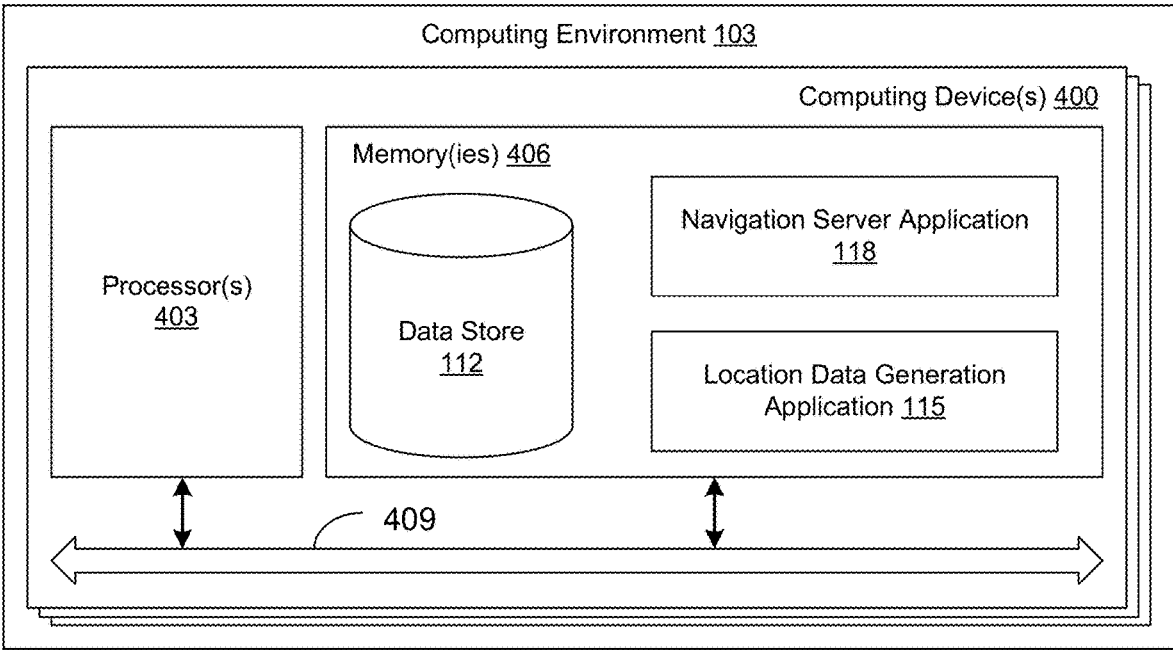 Computing Environment 103
Computing Device(s) 400
Processor(s)
403
Memory(ies) 406
Data Store
112
Navigation Server Application
118
Location Data Generation
Application 115
409